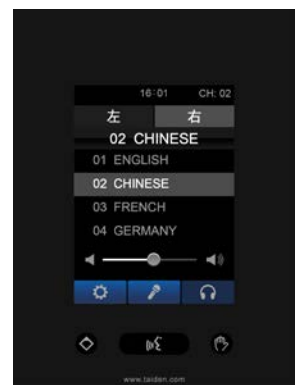 16:01 CH: 02
左 右
02 CHINESE
01 ENGLISH
02 CHINESE
03 FRENCH
04 GERMANY
www.taiden.com